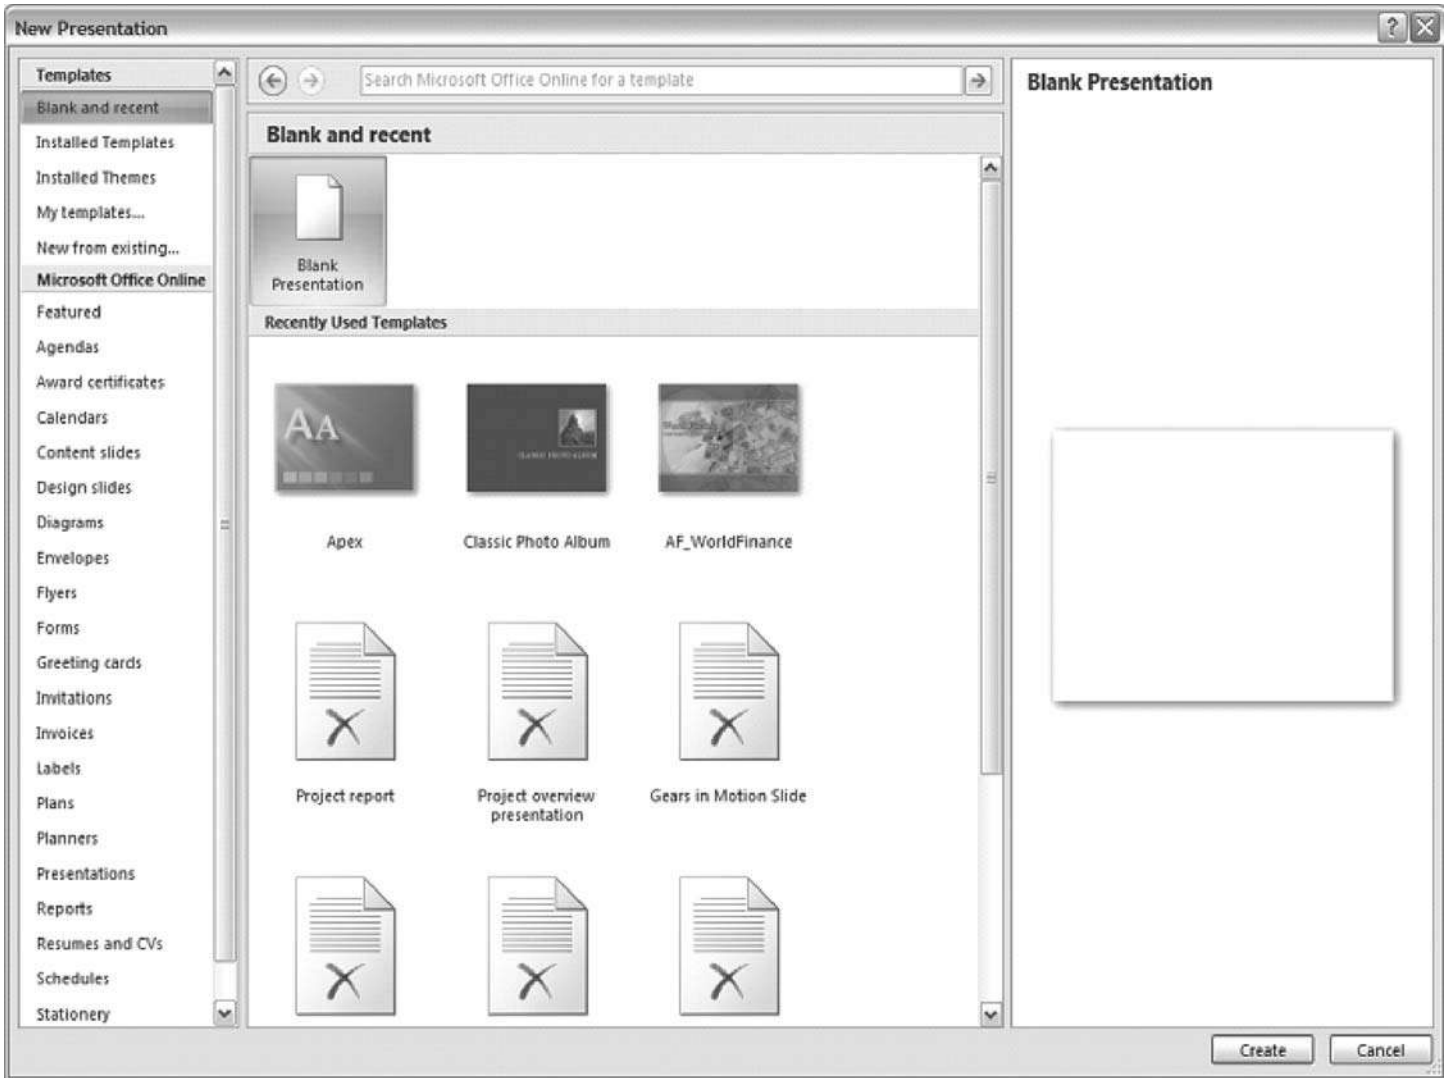 New Presentation
Templates
Blank and recent
Installed Templates
Installed Themes
My templates...
New from existing...
Microsoft Office Online
Featured
Agendas
Award certificates
Calendars
Content slides
Design slides
Diagrams
Envelopes
Flyers
Forms
Greeting cards
Invitations
Invoices
Labels
Plans
Planners
Presentations
Reports
Resumes and CVs
Schedules
Stationery
Search Microsoft Office Online for a template
Blank and recent
Blank
Presentation
Recently Used Templates
AA
CLASSIC PHOTO ALBUM
Apex
Classic Photo Album
AF_WorldFinance
Project report
Project overview
presentation
Gears in Motion Slide
Blank Presentation
Create
Cancel